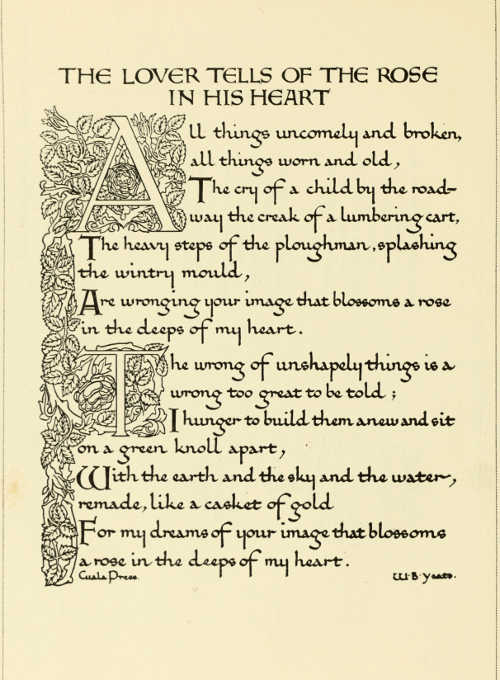 THE LOVER TELLS OF THE ROSE
IN HIS HEART
All things uncomely and broken,
all things worn and old,
The cry of a child by the road-
way the creak of a lumbering cart,
The heavy steps of the ploughman, splashing
the wintry mould,
Are wronging your image that blossoms a rose
in the deeps of my heart.
The wrong of unshapely things is a
wrong too great to be told;
I hunger to build them anew and sit
on a green knoll apart,
With the earth and the sky and the water,
remade, like a casket of gold
For my dreams of your image that blossoms
a rose in the deeps of my heart.
Cuala Press. W·B·Yeats.